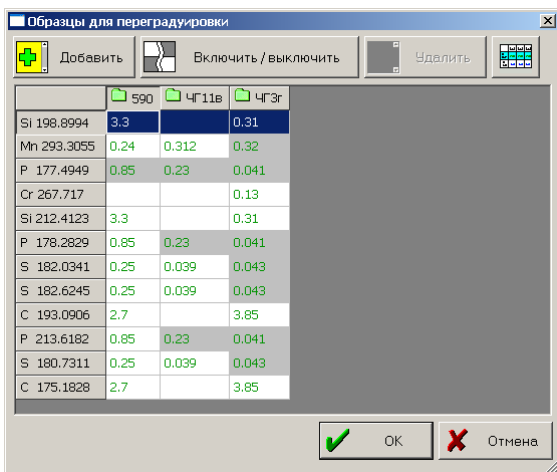 Образцы для переградуировки
Добавить Включить / выключить Удалить
590 ЧГ11в ЧГ3г
Si 198.8994 3.3 0.31
Mn 293.3055 0.24 0.312 0.32
P 177.4949 0.85 0.23 0.041
Cr 267.717 0.13
Si 212.4123 3.3 0.31
P 178.2829 0.85 0.23 0.041
S 182.0341 0.25 0.039 0.043
S 182.6245 0.25 0.039 0.043
C 193.0906 2.7 3.85
P 213.6182 0.85 0.23 0.041
S 180.7311 0.25 0.039 0.043
C 175.1828 2.7 3.85
OK Отмена